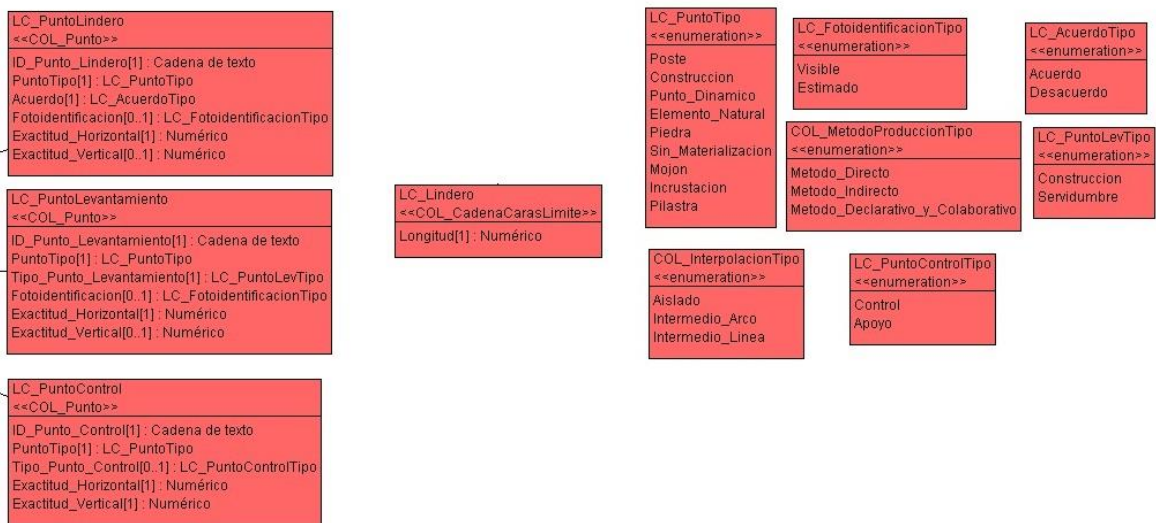 LC_PuntoLindero
<<COL_Punto>>
ID_Punto_Lindero[1] : Cadena de texto
PuntoTipo[1] : LC_PuntoTipo
Acuerdo[1] : LC_AcuerdoTipo
Fotoidentificacion[0..1] : LC_FotoidentificacionTipo
Exactitud_Horizontal[1] : Numérico
Exactitud_Vertical[0..1] : Numérico
LC_PuntoLevantamiento
<<COL_Punto>>
ID_Punto_Levantamiento[1] : Cadena de texto
PuntoTipo[1] : LC_PuntoTipo
Tipo_Punto_Levantamiento[1] : LC_PuntoLevTipo
Fotoidentificacion[0..1] : LC_FotoidentificacionTipo
Exactitud_Horizontal[1] : Numérico
Exactitud_Vertical[0..1] : Numérico
LC_PuntoControl
<<COL_Punto>>
ID_Punto_Control[1] : Cadena de texto
PuntoTipo[1] : LC_PuntoTipo
Tipo_Punto_Control[0..1] : LC_PuntoControlTipo
Exactitud_Horizontal[1] : Numérico
Exactitud_Vertical[1] : Numérico
LC_Lindero
<<COL_CadenaCarasLimite>>
Longitud[1] : Numérico
LC_PuntoTipo
<<enumeration>>
Poste
Construccion
Punto_Dinamico
Elemento_Natural
Piedra
Sin_Materializacion
Mojon
Incrustacion
Pilastra
LC_FotoidentificacionTipo
<<enumeration>>
Visible
Estimado
LC_AcuerdoTipo
<<enumeration>>
Acuerdo
Desacuerdo
COL_MetodoProduccionTipo
<<enumeration>>
Metodo_Directo
Metodo_Indirecto
Metodo_Declarativo_y_Colaborativo
LC_PuntoLevTipo
<<enumeration>>
Construccion
Servidumbre
COL_InterpolacionTipo
<<enumeration>>
Aislado
Intermedio_Arco
Intermedio_Linea
LC_PuntoControlTipo
<<enumeration>>
Control
Apoyo